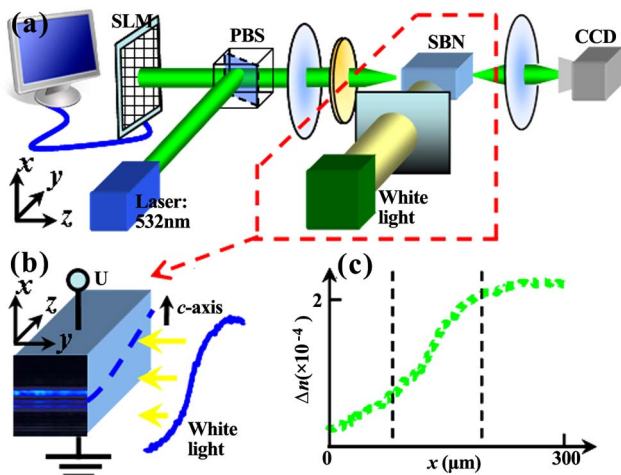 (a)
SLM
PBS
SBN
CCD
x
y
z
Laser:
532nm
White
light
(b)
U
x
z
y
c-axis
White
light
(c)
Δn(×10⁻⁴)
2
0
x (μm)
300